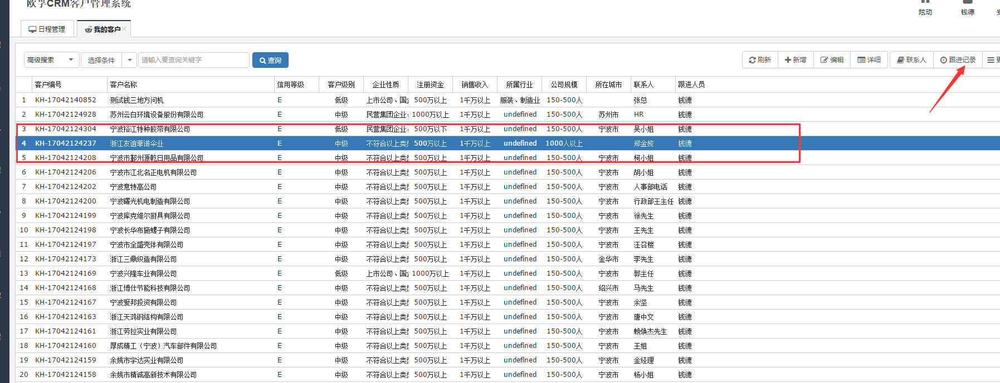 欧孚CRM客户管理系统
炫动 钱德
日程管理 我的客户
高级搜索 选择条件 请输入要查询关键字 查询 刷新 新增 编辑 详细 联系人 跟进记录
客户编号 客户名称 信用等级 客户级别 企业性质 注册资金 销售收入 所属行业 公司规模 所在城市 联系人 跟进人员
1 KH-17042140852 测试钱三地方问机 E 低级 上市公司、国 500万以上 1千万以上 服装、制造业 150-500人 张总 钱德
2 KH-17042124928 苏州云白环境设备股份有限公司 E 中级 民营集团企业 1000万以上 1千万以上 undefined 150-500人 苏州市 HR 钱德
3 KH-17042124304 宁波裕江特种胶带有限公司 E 低级 民营集团企业 500万以下 1千万以上 undefined 150-500人 宁波市 吴小姐 钱德
4 KH-17042124237 浙江友谊菲诺伞业 E 中级 不符合以上类 500万以上 1千万以上 undefined 1000人以上 郑金姣 钱德
5 KH-17042124208 宁波市鄞州源乾日用品有限公司 E 中级 不符合以上类 500万以上 1千万以上 undefined 150-500人 宁波市 柯小姐 钱德
6 KH-17042124206 宁波市江北名正电机有限公司 E 中级 不符合以上类 500万以上 1千万以上 undefined 150-500人 宁波市 胡小姐 钱德
7 KH-17042124202 宁波意特高公司 E 中级 不符合以上类 500万以上 1千万以上 undefined 150-500人 宁波市 人事部电话 钱德
8 KH-17042124200 宁波曙光机电制造有限公司 E 中级 不符合以上类 500万以上 1千万以上 undefined 150-500人 宁波市 行政部王主任 钱德
9 KH-17042124199 宁波库克维尔厨具有限公司 E 中级 不符合以上类 500万以上 1千万以上 undefined 150-500人 宁波市 徐先生 钱德
10 KH-17042124198 宁波长华布施螺子有限公司 E 中级 不符合以上类 500万以上 1千万以上 undefined 150-500人 宁波市 王先生 钱德
11 KH-17042124197 宁波市全盛壳体有限公司 E 中级 不符合以上类 500万以上 1千万以上 undefined 150-500人 宁波市 汪召楼 钱德
12 KH-17042124173 浙江三鼎织造有限公司 E 中级 不符合以上类 500万以上 1千万以上 undefined 150-500人 金华市 李先生 钱德
13 KH-17042124169 宁波兴隆车业有限公司 E 低级 上市公司、国 1000万以上 1千万以上 undefined 150-500人 宁波市 郭主任 钱德
14 KH-17042124168 浙江博仕节能科技有限公司 E 中级 不符合以上类 500万以上 1千万以上 undefined 150-500人 绍兴市 马先生 钱德
15 KH-17042124167 宁波爱邦投资有限公司 E 中级 不符合以上类 500万以上 1千万以上 undefined 150-500人 宁波市 余坚 钱德
16 KH-17042124163 浙江天鸿钢结构有限公司 E 中级 不符合以上类 500万以上 1千万以上 undefined 150-500人 宁波市 唐中文 钱德
17 KH-17042124161 浙江劳拉实业有限公司 E 中级 不符合以上类 500万以上 1千万以上 undefined 150-500人 宁波市 赖焕杰先生 钱德
18 KH-17042124160 厚成精工（宁波）汽车部件有限公司 E 中级 不符合以上类 500万以上 1千万以上 undefined 150-500人 宁波市 王姐 钱德
19 KH-17042124159 余姚市宇达实业有限公司 E 中级 不符合以上类 500万以上 1千万以上 undefined 150-500人 宁波市 金经理 钱德
20 KH-17042124158 余姚市精诚高新技术有限公司 E 中级 不符合以上类 500万以上 1千万以上 undefined 150-500人 宁波市 杨小姐 钱德